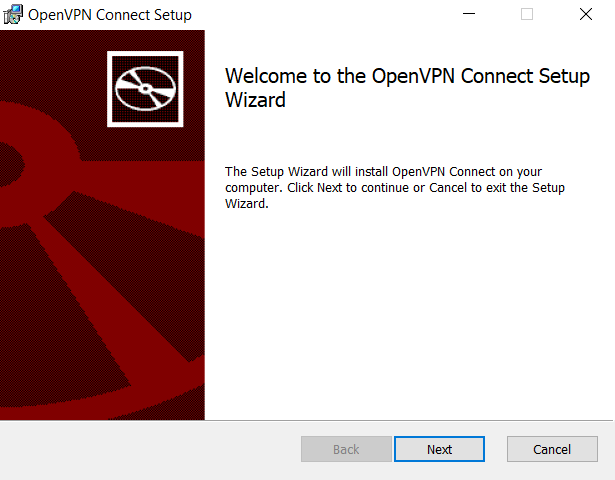 OpenVPN Connect Setup
Welcome to the OpenVPN Connect Setup
Wizard
The Setup Wizard will install OpenVPN Connect on your
computer. Click Next to continue or Cancel to exit the Setup
Wizard.
Back
Next
Cancel